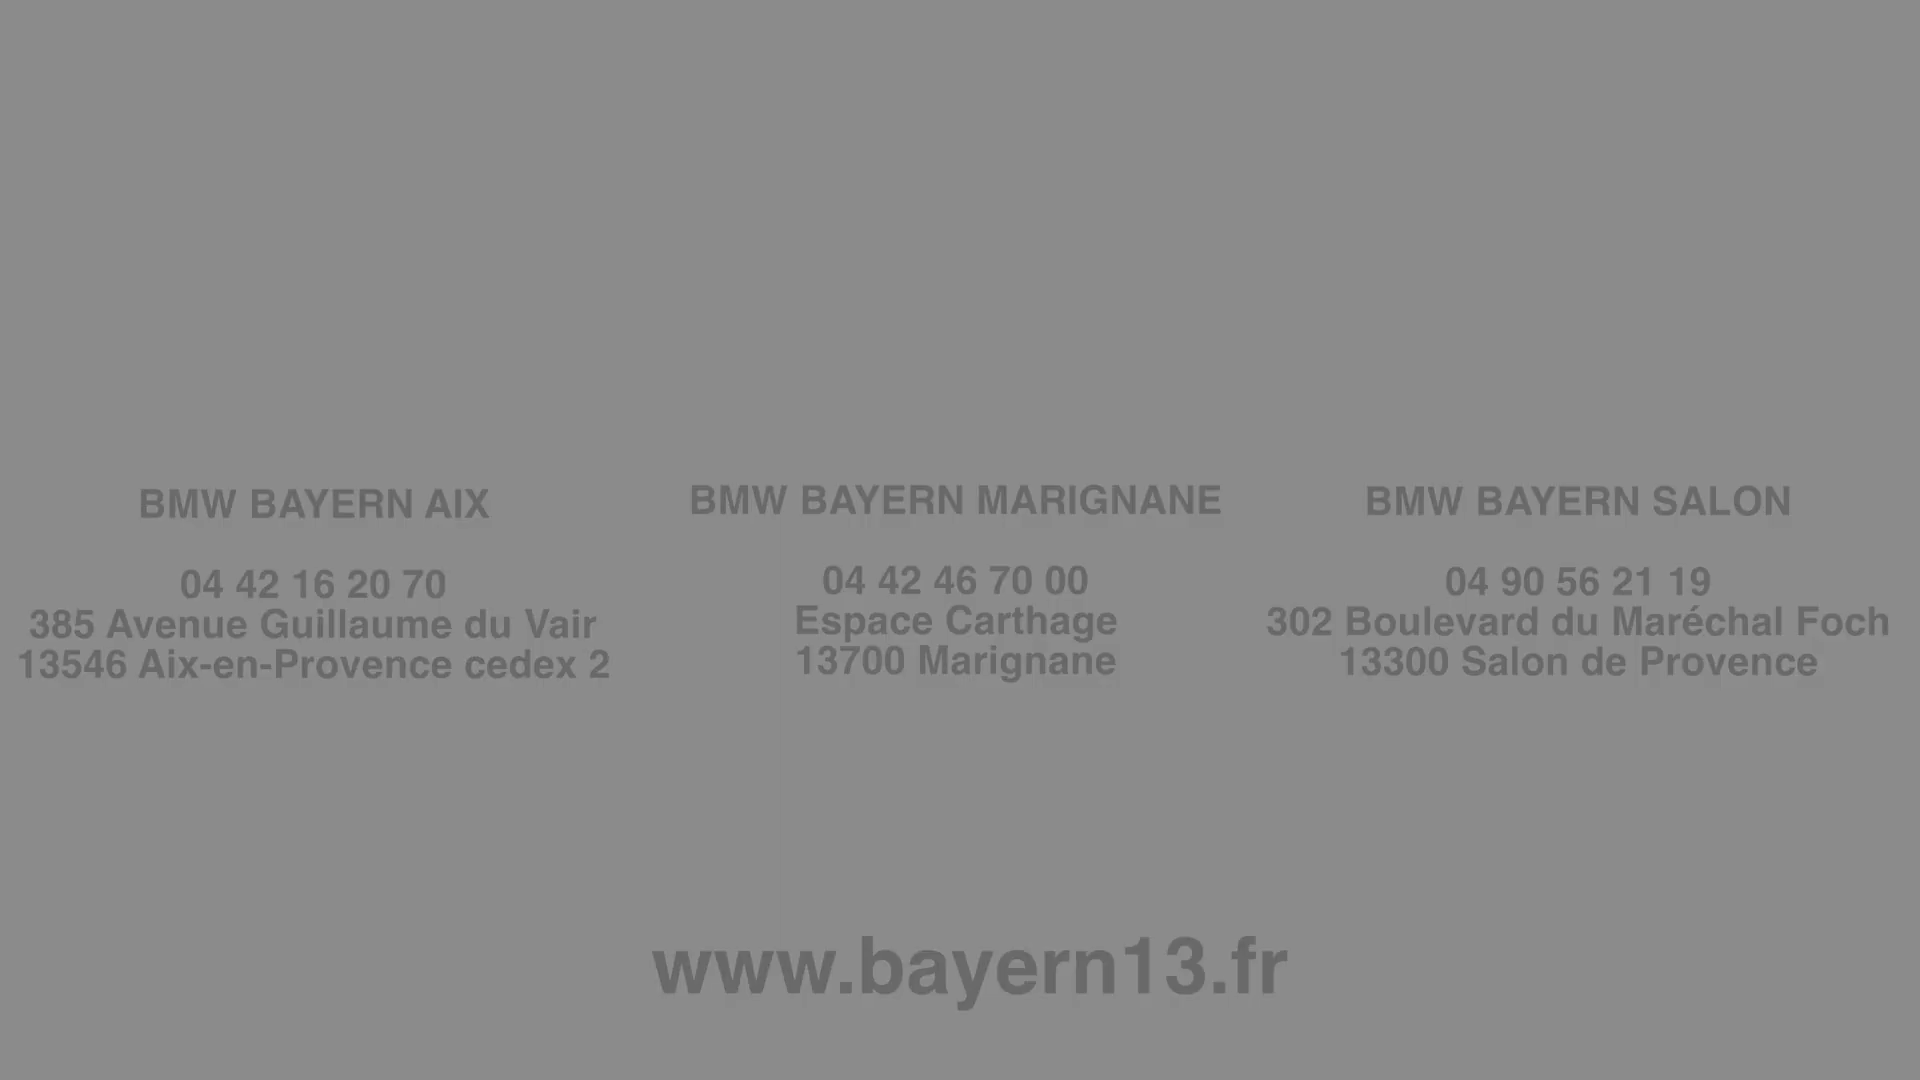 BMW BAYERN AIX
04 42 16 20 70
385 Avenue Guillaume du Vair
13546 Aix-en-Provence cedex 2
BMW BAYERN MARIGNANE
04 42 46 70 00
Espace Carthage
13700 Marignane
BMW BAYERN SALON
04 90 56 21 19
302 Boulevard du Maréchal Foch
13300 Salon de Provence
www.bayern13.fr